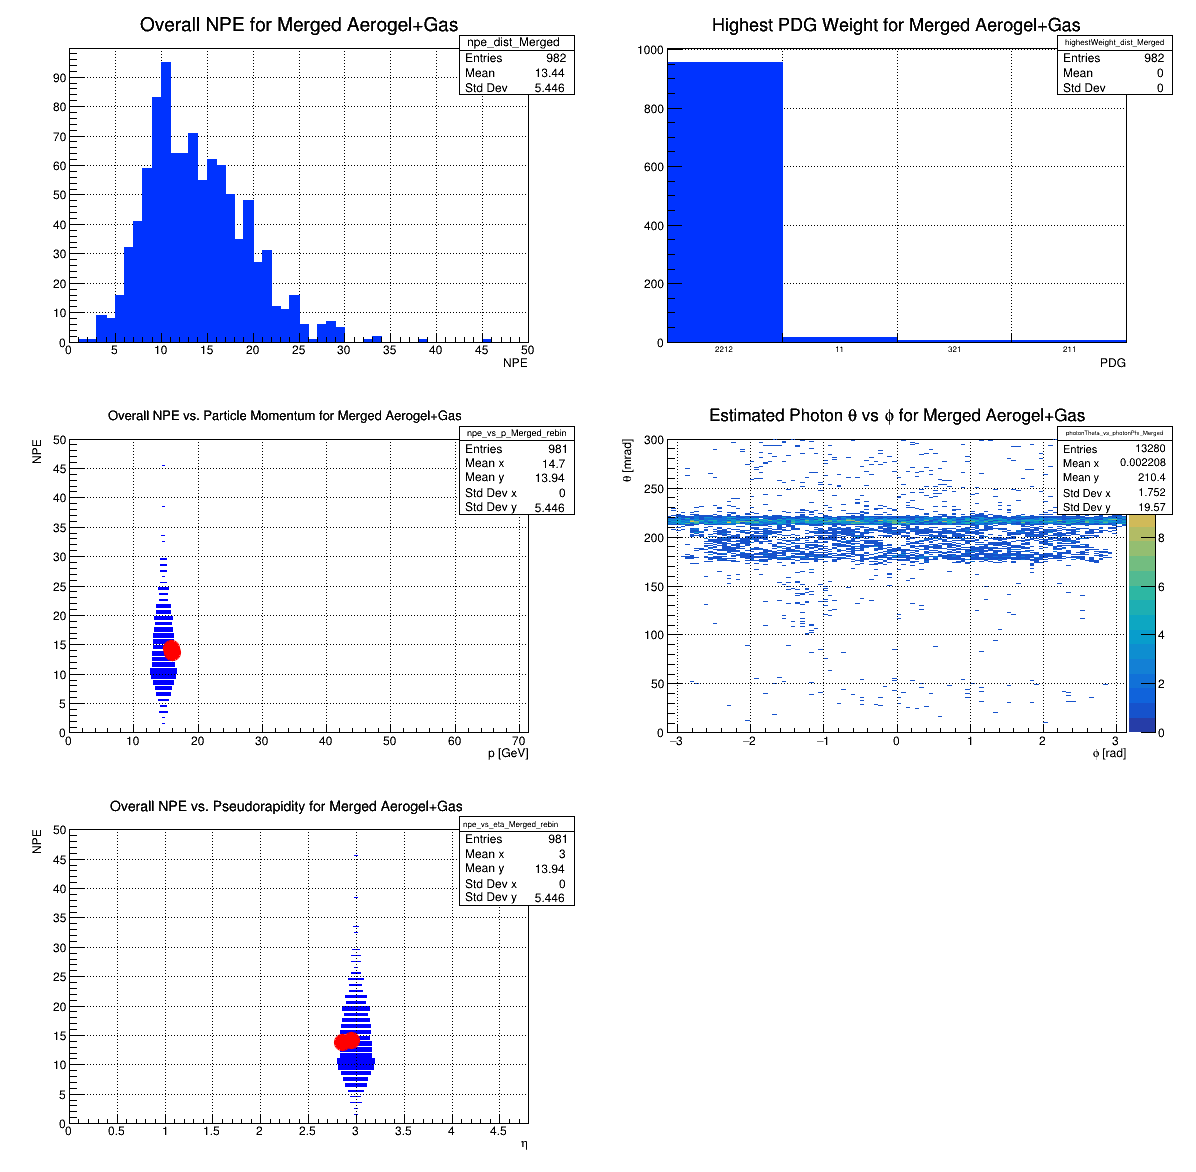 Overall NPE for Merged Aerogel+Gas
npe_dist_Merged
Entries 982
Mean 13.44
Std Dev 5.446
90
80
70
60
50
40
30
20
10
0
0 5 10 15 20 25 30 35 40 45 50
NPE
Highest PDG Weight for Merged Aerogel+Gas
highestWeight_dist_Merged
Entries 982
Mean 0
Std Dev 0
1000
800
600
400
200
0
2212 11 321 211
PDG
Overall NPE vs. Particle Momentum for Merged Aerogel+Gas
npe_vs_p_Merged_rebin
Entries 981
Mean x 14.7
Mean y 13.94
Std Dev x 0
Std Dev y 5.446
NPE
50
45
40
35
30
25
20
15
10
5
0
0 10 20 30 40 50 60 70
p [GeV]
Estimated Photon θ vs ϕ for Merged Aerogel+Gas
photonTheta_vs_photonPhi_Merged
Entries 13280
Mean x 0.002208
Mean y 210.4
Std Dev x 1.752
Std Dev y 19.57
θ [mrad]
300
250
200
150
100
50
0
−3 −2 −1 0 1 2 3
ϕ [rad]
8
6
4
2
0
Overall NPE vs. Pseudorapidity for Merged Aerogel+Gas
npe_vs_eta_Merged_rebin
Entries 981
Mean x 3
Mean y 13.94
Std Dev x 0
Std Dev y 5.446
NPE
50
45
40
35
30
25
20
15
10
5
0
0 0.5 1 1.5 2 2.5 3 3.5 4 4.5
η